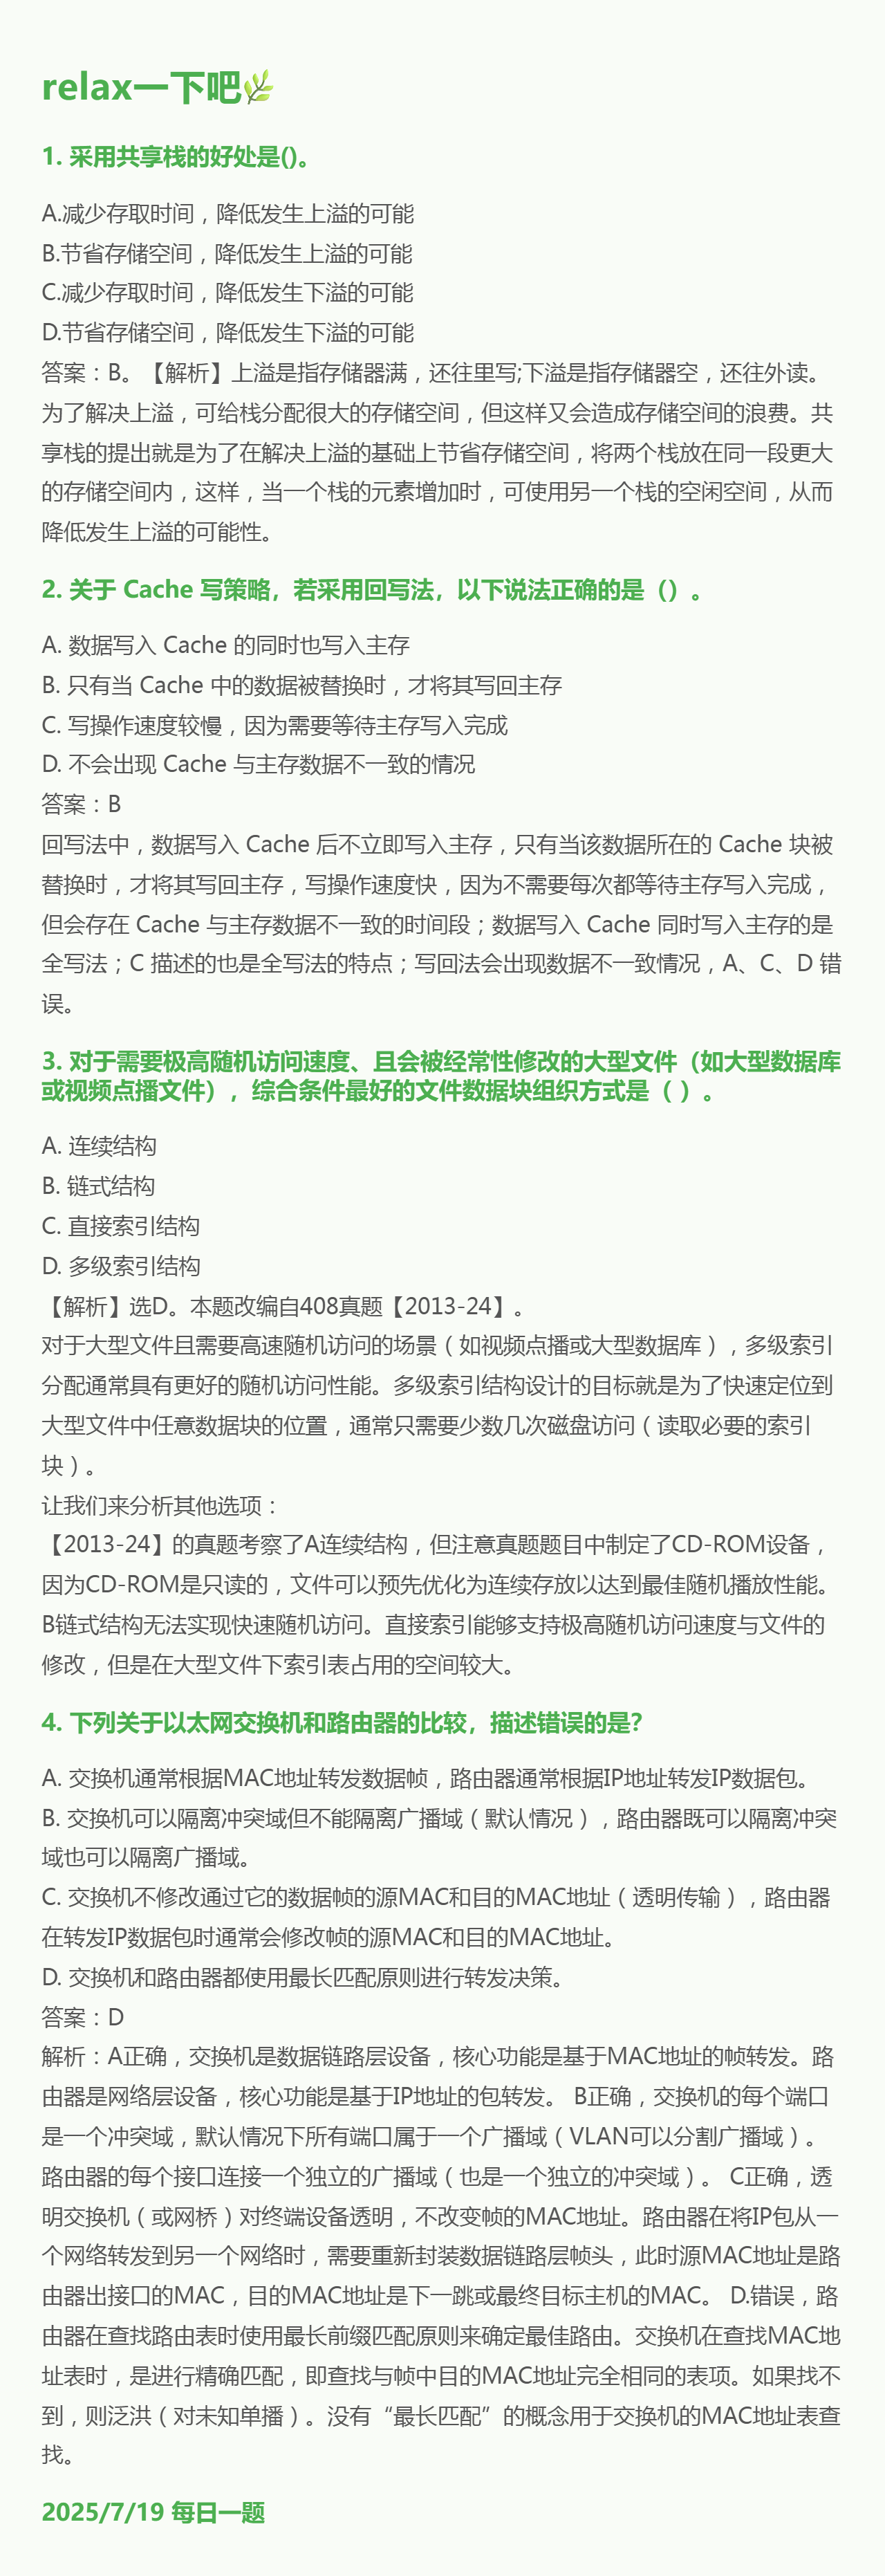 relax一下吧🌿
1. 采用共享栈的好处是()。
A.减少存取时间，降低发生上溢的可能
B.节省存储空间，降低发生上溢的可能
C.减少存取时间，降低发生下溢的可能
D.节省存储空间，降低发生下溢的可能
答案：B。【解析】上溢是指存储器满，还往里写;下溢是指存储器空，还往外读。
为了解决上溢，可给栈分配很大的存储空间，但这样又会造成存储空间的浪费。共
享栈的提出就是为了在解决上溢的基础上节省存储空间，将两个栈放在同一段更大
的存储空间内，这样，当一个栈的元素增加时，可使用另一个栈的空闲空间，从而
降低发生上溢的可能性。
2. 关于 Cache 写策略，若采用回写法，以下说法正确的是（）。
A. 数据写入 Cache 的同时也写入主存
B. 只有当 Cache 中的数据被替换时，才将其写回主存
C. 写操作速度较慢，因为需要等待主存写入完成
D. 不会出现 Cache 与主存数据不一致的情况
答案：B
回写法中，数据写入 Cache 后不立即写入主存，只有当该数据所在的 Cache 块被
替换时，才将其写回主存，写操作速度快，因为不需要每次都等待主存写入完成，
但会存在 Cache 与主存数据不一致的时间段；数据写入 Cache 同时写入主存的是
全写法；C 描述的也是全写法的特点；写回法会出现数据不一致情况，A、C、D 错
误。
3. 对于需要极高随机访问速度、且会被经常性修改的大型文件（如大型数据库
或视频点播文件），综合条件最好的文件数据块组织方式是（ ）。
A. 连续结构
B. 链式结构
C. 直接索引结构
D. 多级索引结构
【解析】选D。本题改编自408真题【2013-24】。
对于大型文件且需要高速随机访问的场景（如视频点播或大型数据库），多级索引
分配通常具有更好的随机访问性能。多级索引结构设计的目标就是为了快速定位到
大型文件中任意数据块的位置，通常只需要少数几次磁盘访问（读取必要的索引
块）。
让我们来分析其他选项：
【2013-24】的真题考察了A连续结构，但注意真题题目中制定了CD-ROM设备，
因为CD-ROM是只读的，文件可以预先优化为连续存放以达到最佳随机播放性能。
B链式结构无法实现快速随机访问。直接索引能够支持极高随机访问速度与文件的
修改，但是在大型文件下索引表占用的空间较大。
4. 下列关于以太网交换机和路由器的比较，描述错误的是？
A. 交换机通常根据MAC地址转发数据帧，路由器通常根据IP地址转发IP数据包。
B. 交换机可以隔离冲突域但不能隔离广播域（默认情况），路由器既可以隔离冲突
域也可以隔离广播域。
C. 交换机不修改通过它的数据帧的源MAC和目的MAC地址（透明传输），路由器
在转发IP数据包时通常会修改帧的源MAC和目的MAC地址。
D. 交换机和路由器都使用最长匹配原则进行转发决策。
答案：D
解析：A正确，交换机是数据链路层设备，核心功能是基于MAC地址的帧转发。路
由器是网络层设备，核心功能是基于IP地址的包转发。 B正确，交换机的每个端口
是一个冲突域，默认情况下所有端口属于一个广播域（VLAN可以分割广播域）。
路由器的每个接口连接一个独立的广播域（也是一个独立的冲突域）。 C正确，透
明交换机（或网桥）对终端设备透明，不改变帧的MAC地址。路由器在将IP包从一
个网络转发到另一个网络时，需要重新封装数据链路层帧头，此时源MAC地址是路
由器出接口的MAC，目的MAC地址是下一跳或最终目标主机的MAC。 D.错误，路
由器在查找路由表时使用最长前缀匹配原则来确定最佳路由。交换机在查找MAC地
址表时，是进行精确匹配，即查找与帧中目的MAC地址完全相同的表项。如果找不
到，则泛洪（对未知单播）。没有“最长匹配”的概念用于交换机的MAC地址表查
找。
2025/7/19 每日一题